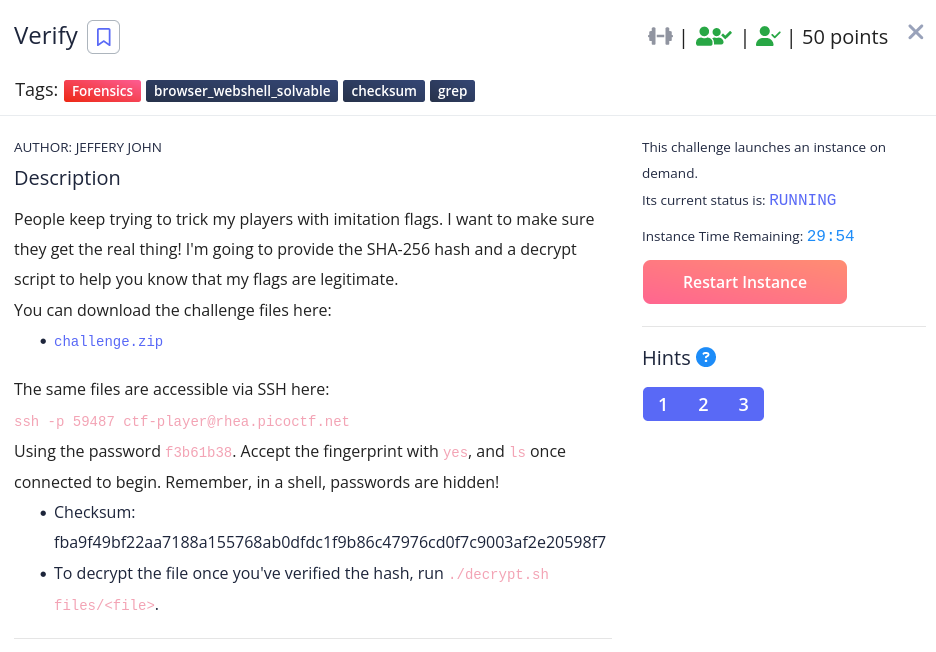 Verify
| | | 50 points
Tags: Forensics browser_webshell_solvable checksum grep
AUTHOR: JEFFERY JOHN
Description
People keep trying to trick my players with imitation flags. I want to make sure
they get the real thing! I'm going to provide the SHA-256 hash and a decrypt
script to help you know that my flags are legitimate.
You can download the challenge files here:
• challenge.zip
The same files are accessible via SSH here:
ssh -p 59487 ctf-player@rhea.picoctf.net
Using the password f3b61b38. Accept the fingerprint with yes, and ls once
connected to begin. Remember, in a shell, passwords are hidden!
• Checksum:
fba9f49bf22aa7188a155768ab0dfdc1f9b86c47976cd0f7c9003af2e20598f7
• To decrypt the file once you've verified the hash, run ./decrypt.sh
files/<file>.
This challenge launches an instance on
demand.
Its current status is: RUNNING
Instance Time Remaining: 29:54
Restart Instance
Hints ?
1 2 3